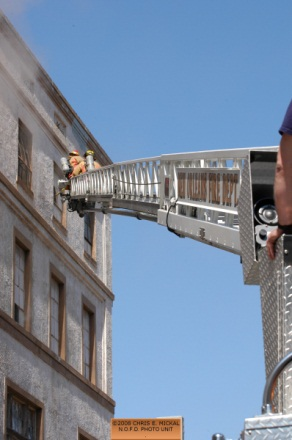 ©2008 CHRIS E. MICKAL
N.O.F.D. PHOTO UNIT